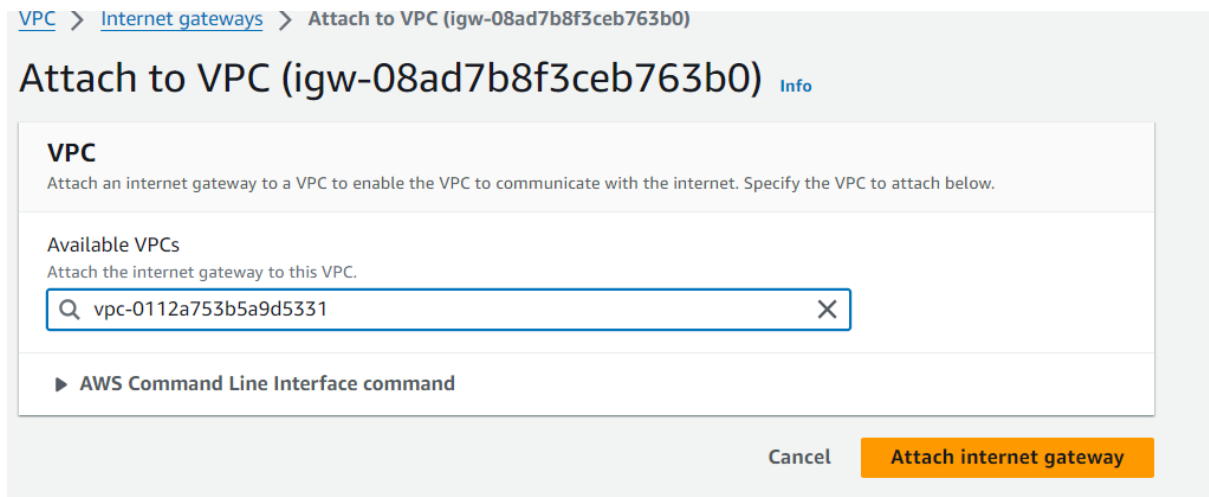 VPC > Internet gateways > Attach to VPC (igw-08ad7b8f3ceb763b0)
Attach to VPC (igw-08ad7b8f3ceb763b0) Info
VPC
Attach an internet gateway to a VPC to enable the VPC to communicate with the internet. Specify the VPC to attach below.
Available VPCs
Attach the internet gateway to this VPC.
vpc-0112a753b5a9d5331
AWS Command Line Interface command
Cancel Attach internet gateway